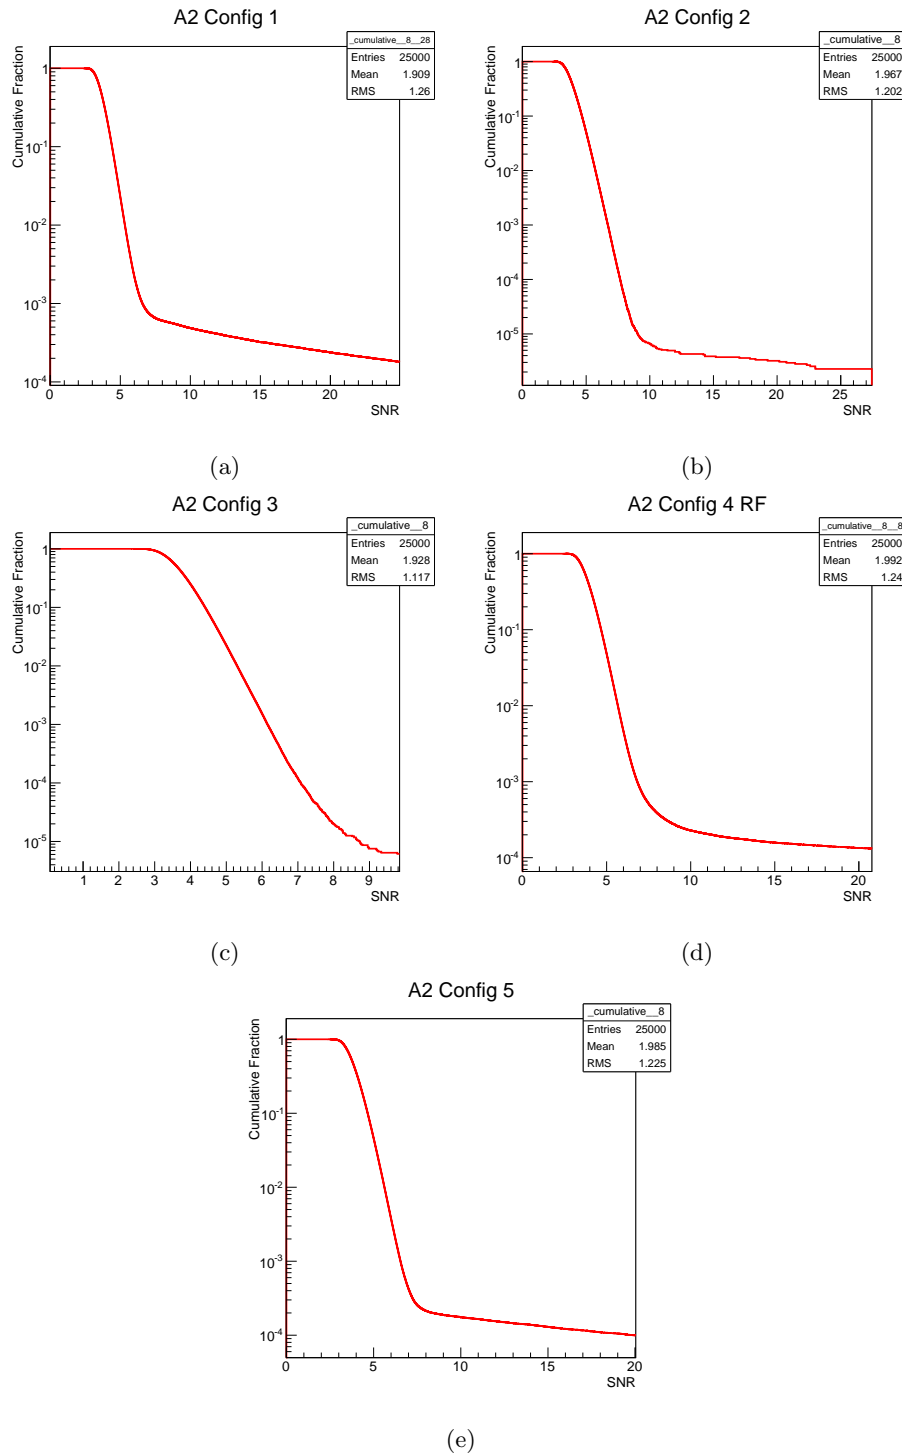 A2 Config 1
_cumulative__8__28
Entries 25000
Mean 1.909
RMS 1.26
Cumulative Fraction
1
10-1
10-2
10-3
10-4
0 5 10 15 20
SNR
(a)
A2 Config 2
_cumulative__8
Entries 25000
Mean 1.967
RMS 1.202
Cumulative Fraction
1
10-1
10-2
10-3
10-4
10-5
0 5 10 15 20 25
SNR
(b)
A2 Config 3
_cumulative__8
Entries 25000
Mean 1.928
RMS 1.117
Cumulative Fraction
1
10-1
10-2
10-3
10-4
10-5
1 2 3 4 5 6 7 8 9
SNR
(c)
A2 Config 4 RF
_cumulative__8__8
Entries 25000
Mean 1.992
RMS 1.24
Cumulative Fraction
1
10-1
10-2
10-3
10-4
0 5 10 15 20
SNR
(d)
A2 Config 5
_cumulative__8
Entries 25000
Mean 1.985
RMS 1.225
Cumulative Fraction
1
10-1
10-2
10-3
10-4
0 5 10 15 20
SNR
(e)